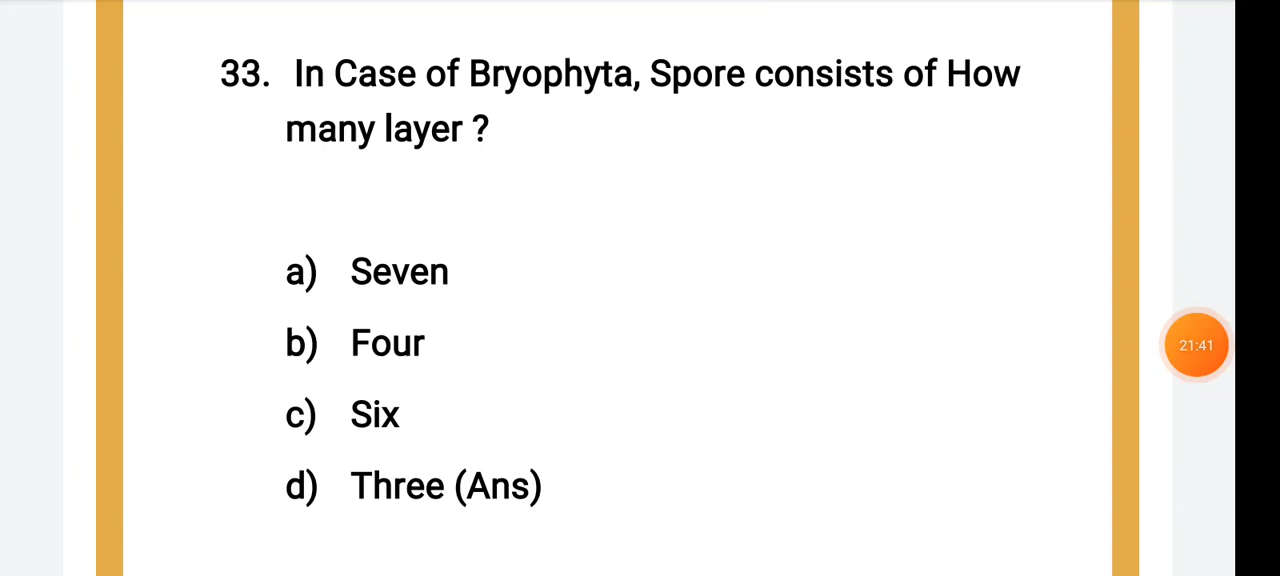 33. In Case of Bryophyta, Spore consists of How
many layer ?
a) Seven
b) Four
21:41
c) Six
d) Three (Ans)